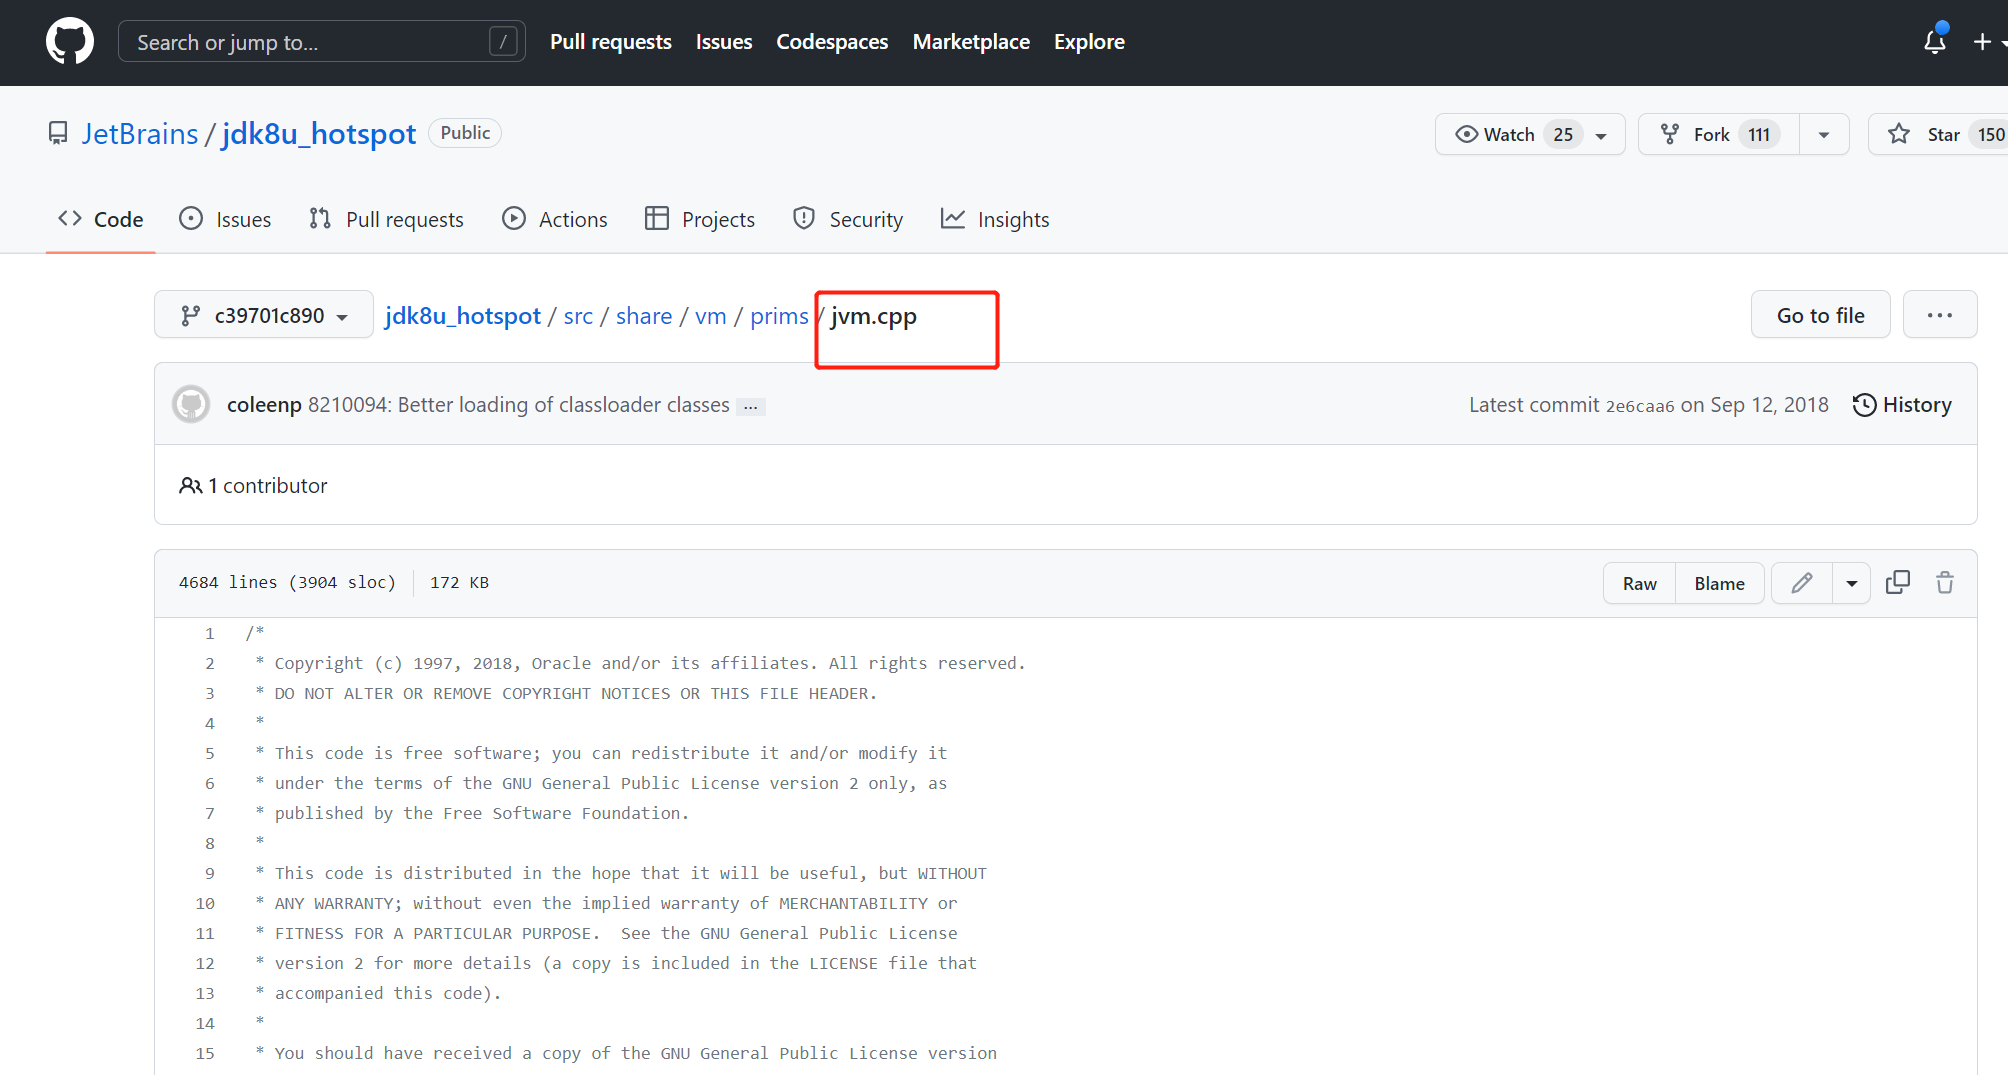 Search or jump to... / Pull requests Issues Codespaces Marketplace Explore
JetBrains / jdk8u_hotspot Public Watch 25 Fork 111 Star 150
Code Issues Pull requests Actions Projects Security Insights
c39701c890 jdk8u_hotspot / src / share / vm / prims / jvm.cpp Go to file ...
coleenp 8210094: Better loading of classloader classes ... Latest commit 2e6caa6 on Sep 12, 2018 History
1 contributor
4684 lines (3904 sloc) 172 KB Raw Blame
1 /*
2 * Copyright (c) 1997, 2018, Oracle and/or its affiliates. All rights reserved.
3 * DO NOT ALTER OR REMOVE COPYRIGHT NOTICES OR THIS FILE HEADER.
4 *
5 * This code is free software; you can redistribute it and/or modify it
6 * under the terms of the GNU General Public License version 2 only, as
7 * published by the Free Software Foundation.
8 *
9 * This code is distributed in the hope that it will be useful, but WITHOUT
10 * ANY WARRANTY; without even the implied warranty of MERCHANTABILITY or
11 * FITNESS FOR A PARTICULAR PURPOSE.  See the GNU General Public License
12 * version 2 for more details (a copy is included in the LICENSE file that
13 * accompanied this code).
14 *
15 * You should have received a copy of the GNU General Public License version